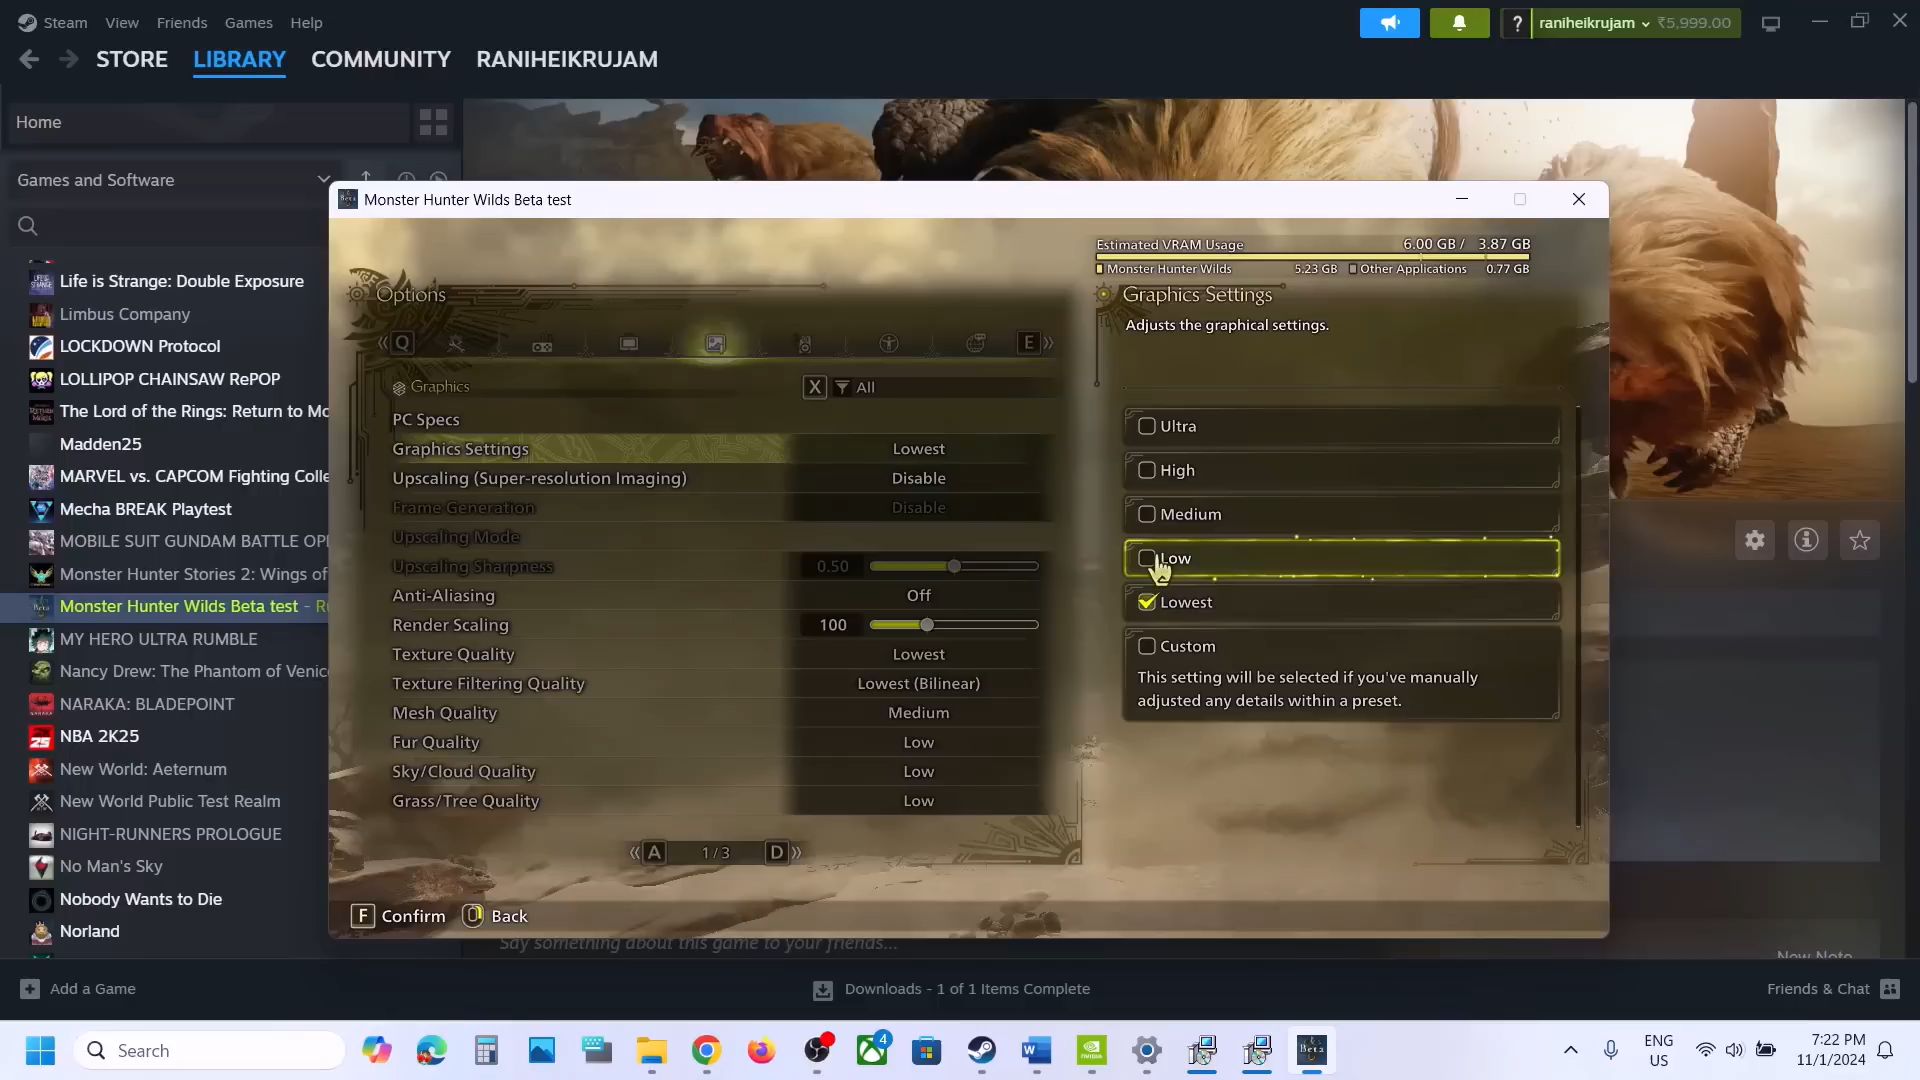 Steam View Friends Games Help
? raniheikrujam ₹5,999.00
STORE LIBRARY COMMUNITY RANIHEIKRUJAM
Home
Games and Software
Life is Strange: Double Exposure
Limbus Company
LOCKDOWN Protocol
LOLLIPOP CHAINSAW RePOP
The Lord of the Rings: Return to Mo
Madden25
MARVEL vs. CAPCOM Fighting Colle
Mecha BREAK Playtest
MOBILE SUIT GUNDAM BATTLE OPE
Monster Hunter Stories 2: Wings of
Monster Hunter Wilds Beta test - Ru
MY HERO ULTRA RUMBLE
Nancy Drew: The Phantom of Venice
NARAKA: BLADEPOINT
NBA 2K25
New World: Aeternum
New World Public Test Realm
NIGHT-RUNNERS PROLOGUE
No Man's Sky
Nobody Wants to Die
Norland
Monster Hunter Wilds Beta test
Estimated VRAM Usage 6.00 GB / 3.87 GB
Monster Hunter Wilds 5.23 GB Other Applications 0.77 GB
Options
Q E
Graphics X All
PC Specs
Graphics Settings Lowest
Upscaling (Super-resolution Imaging) Disable
Frame Generation Disable
Upscaling Mode
Upscaling Sharpness 0.50
Anti-Aliasing Off
Render Scaling 100
Texture Quality Lowest
Texture Filtering Quality Lowest (Bilinear)
Mesh Quality Medium
Fur Quality Low
Sky/Cloud Quality Low
Grass/Tree Quality Low
A 1/3 D
F Confirm Back
Graphics Settings
Adjusts the graphical settings.
Ultra
High
Medium
Low
Lowest
Custom
This setting will be selected if you've manually
adjusted any details within a preset.
Say something about this game to your friends...
New Note
Add a Game Downloads - 1 of 1 Items Complete Friends & Chat
Search
4
ENG
US
7:22 PM
11/1/2024